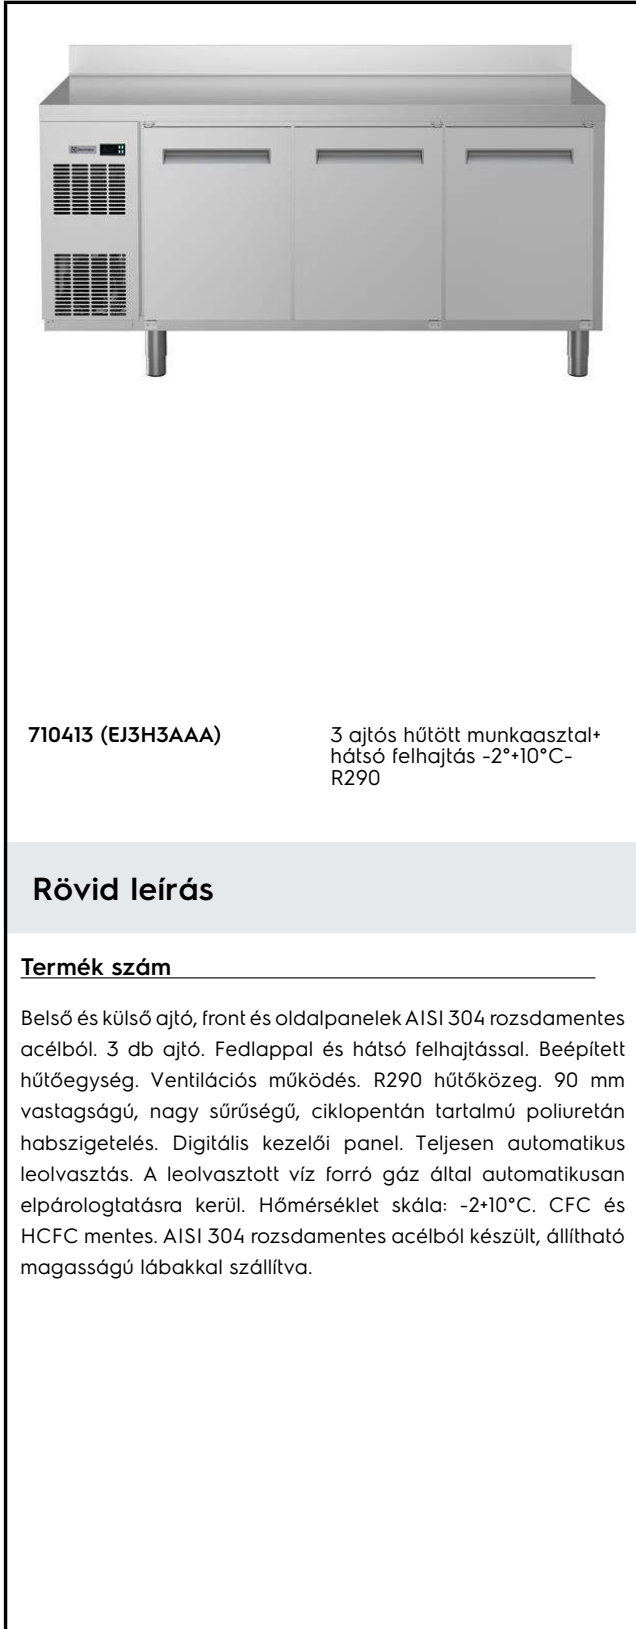 Electrolux
710413 (EJ3H3AAA)
3 ajtós hűtött munkaasztal+
hátsó felhajtás -2°+10°C-
R290
Rövid leírás
Termék szám
Belső és külső ajtó, front és oldalpanelek AISI 304 rozsdamentes
acélból. 3 db ajtó. Fedlappal és hátsó felhajtással. Beépített
hűtőegység. Ventilációs működés. R290 hűtőközeg. 90 mm
vastagságú, nagy sűrűségű, ciklopentán tartalmú poliuretán
habszigetelés. Digitális kezelői panel. Teljesen automatikus
leolvasztás. A leolvasztott víz forró gáz által automatikusan
elpárologtatásra kerül. Hőmérséklet skála: -2+10°C. CFC és
HCFC mentes. AISI 304 rozsdamentes acélból készült, állítható
magasságú lábakkal szállítva.